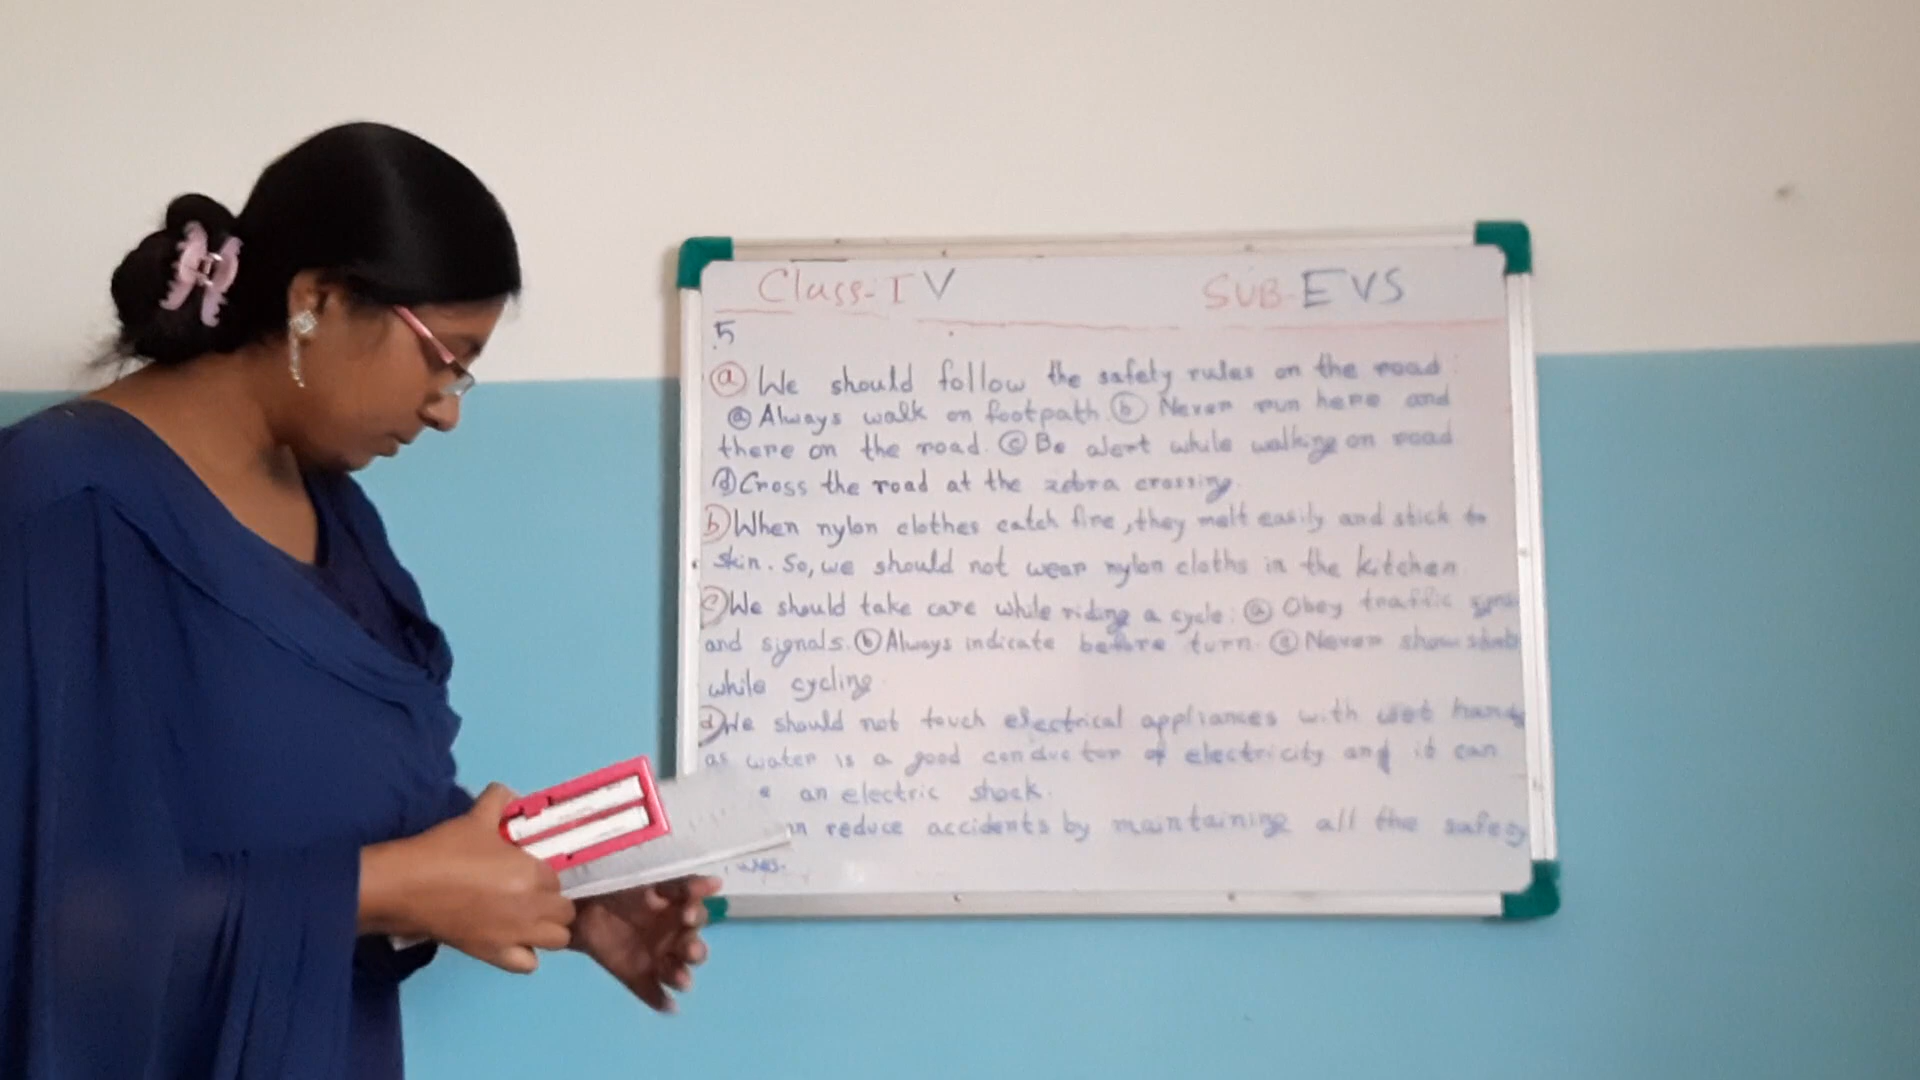 Class-IV SUB-EVS
5
ⓐ We should follow the safety rules on the road :
ⓐ Always walk on footpath. ⓑ Never run here and
there on the road. ⓒ Be alert while walking on road
ⓓ Cross the road at the zebra crossing.
ⓑ When nylon clothes catch fire, they melt easily and stick to
skin. So, we should not wear nylon cloths in the kitchen
ⓒ We should take care while riding a cycle: ⓐ Obey traffic
and signals. ⓑ Always indicate before turn. ⓒ Never show
while cycling.
ⓓ We should not touch electrical appliances with wet hands
as water is a good conductor of electricity and it can
an electric shock.
reduce accidents by maintaining all the safety